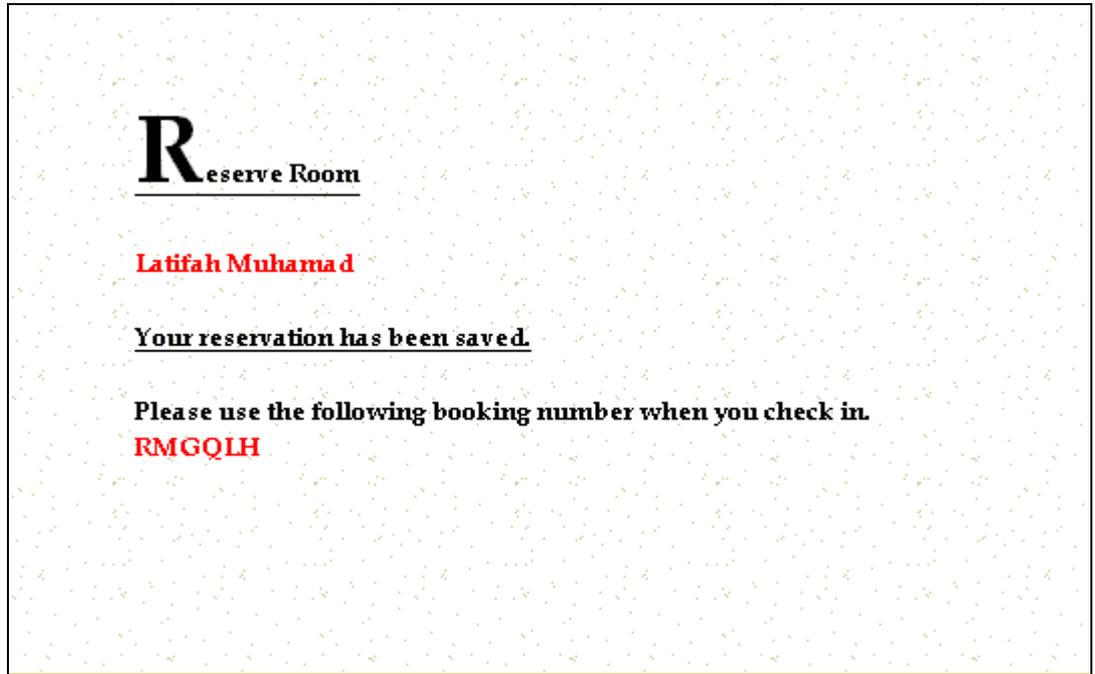 Reserve Room
Latifah Muhamad
Your reservation has been saved.
Please use the following booking number when you check in.
RMGQLH